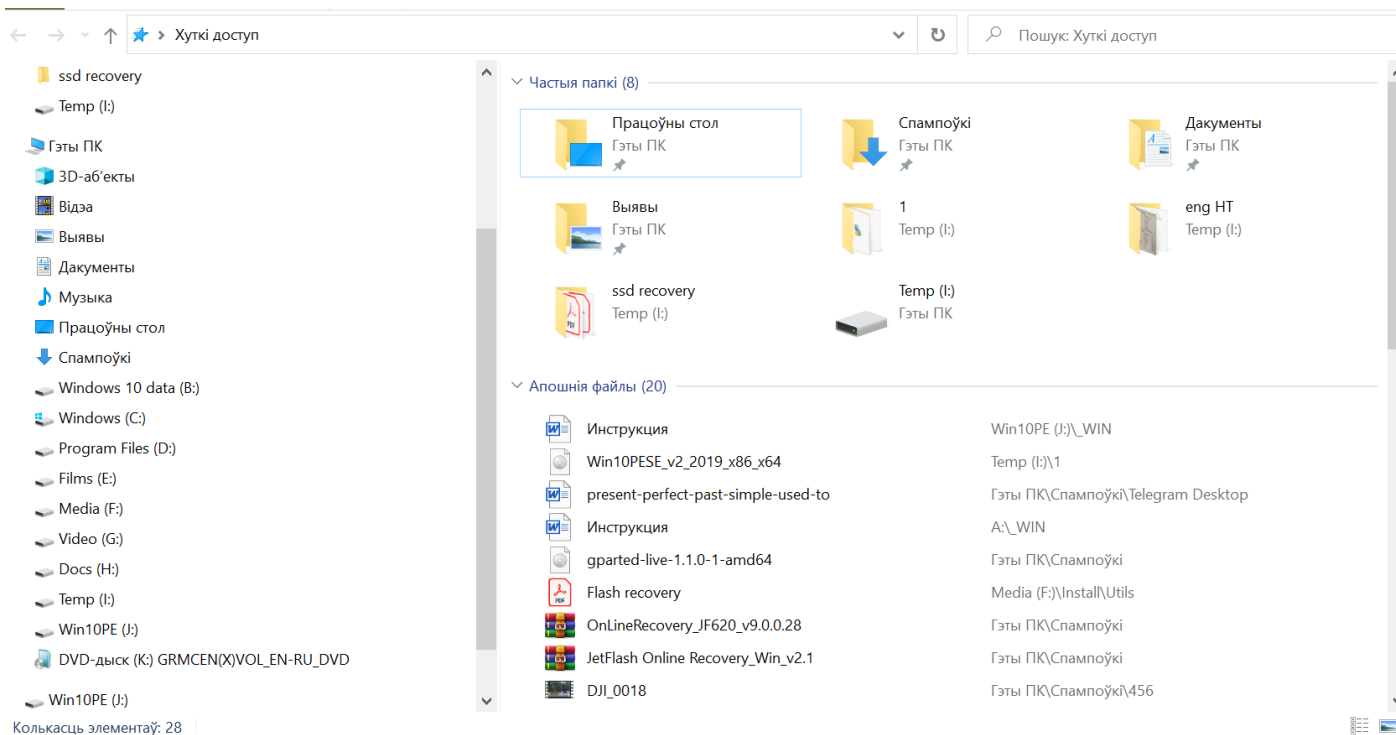 Хуткі доступ
Пошук: Хуткі доступ
ssd recovery
Temp (I:)
Гэты ПК
3D-аб'екты
Відэа
Выявы
Дакументы
Музыка
Працоўны стол
Спампоўкі
Windows 10 data (B:)
Windows (C:)
Program Files (D:)
Films (E:)
Media (F:)
Video (G:)
Docs (H:)
Temp (I:)
Win10PE (J:)
DVD-дыск (K:) GRMCEN(X)VOL_EN-RU_DVD
Win10PE (J:)
Частыя папкі (8)
Працоўны стол
Гэты ПК
Спампоўкі
Гэты ПК
Дакументы
Гэты ПК
Выявы
Гэты ПК
1
Temp (I:)
eng HT
Temp (I:)
ssd recovery
Temp (I:)
Temp (I:)
Гэты ПК
Апошнія файлы (20)
Инструкция Win10PE (J:)\_WIN
Win10PESE_v2_2019_x86_x64 Temp (I:)\1
present-perfect-past-simple-used-to Гэты ПК\Спампоўкі\Telegram Desktop
Инструкция A:\_WIN
gparted-live-1.1.0-1-amd64 Гэты ПК\Спампоўкі
Flash recovery Media (F:)\Install\Utils
OnLineRecovery_JF620_v9.0.0.28 Гэты ПК\Спампоўкі
JetFlash Online Recovery_Win_v2.1 Гэты ПК\Спампоўкі
DJI_0018 Гэты ПК\Спампоўкі\456
Колькасць элементаў: 28